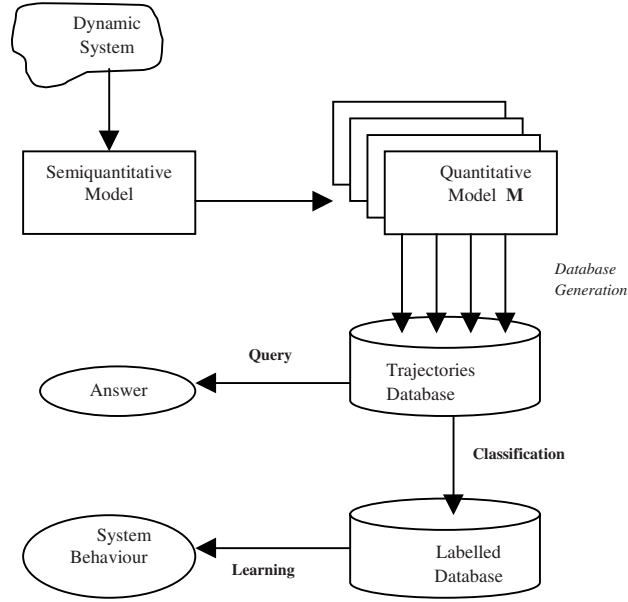 Dynamic
System
Semiquantitative
Model
Quantitative
Model M
Database
Generation
Query
Trajectories
Database
Answer
Classification
System
Behaviour
Learning
Labelled
Database